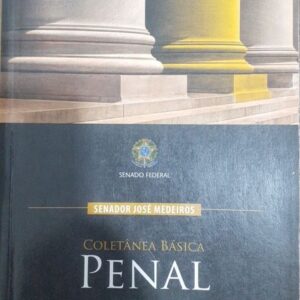 SENADO FEDERAL
SENADOR JOSÉ MEDEIROS
COLETÂNEA BÁSICA
PENAL